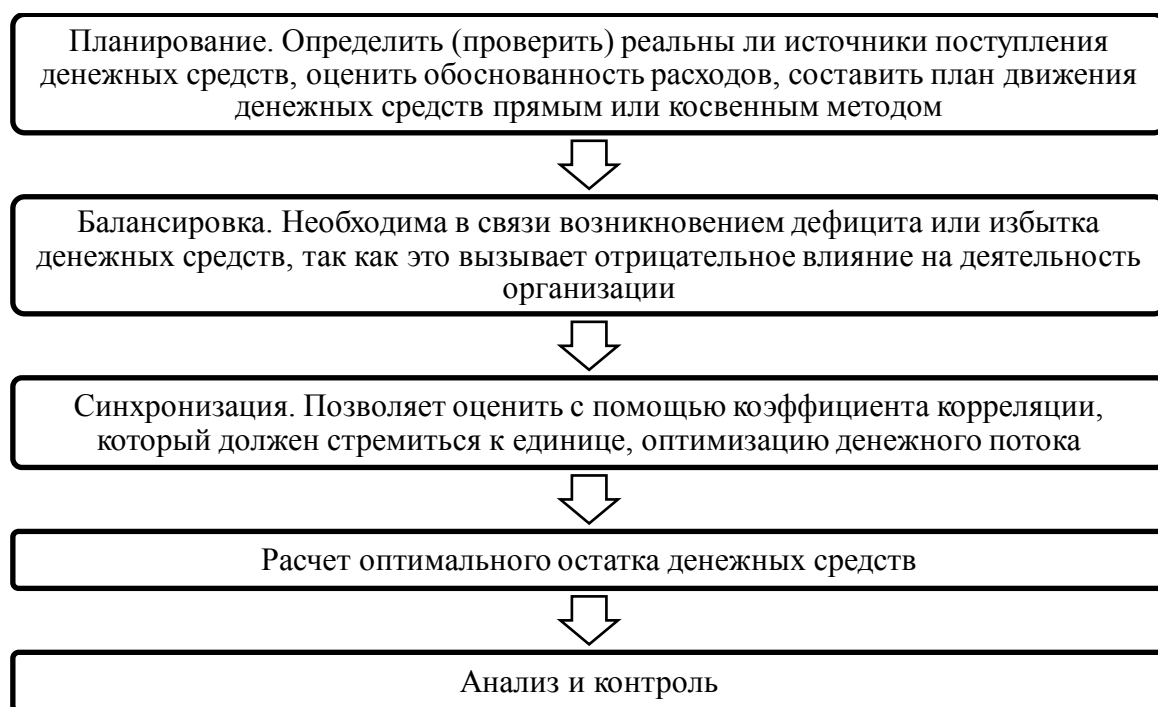 Планирование. Определить (проверить) реальны ли источники поступления
денежных средств, оценить обоснованность расходов, составить план движения
денежных средств прямым или косвенным методом
Балансировка. Необходима в связи возникновением дефицита или избытка
денежных средств, так как это вызывает отрицательное влияние на деятельность
организации
Синхронизация. Позволяет оценить с помощью коэффициента корреляции,
который должен стремиться к единице, оптимизацию денежного потока
Расчет оптимального остатка денежных средств
Анализ и контроль